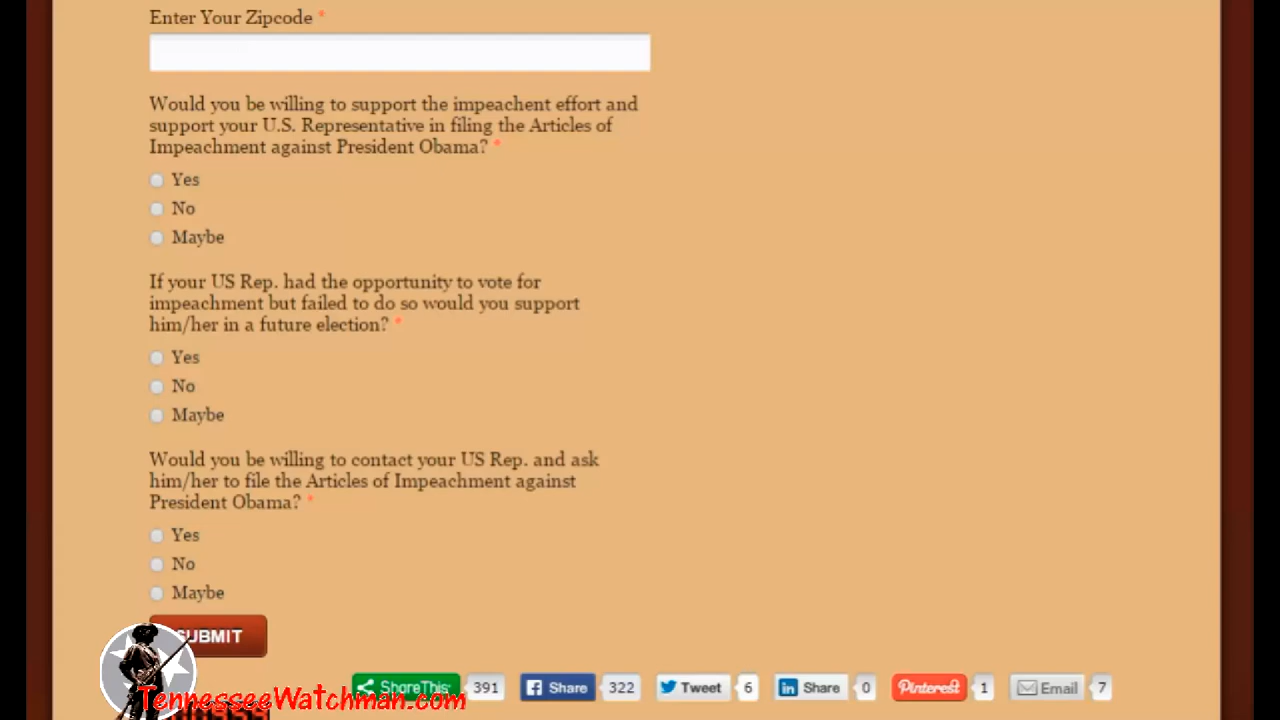 Enter Your Zipcode *
Would you be willing to support the impeachent effort and
support your U.S. Representative in filing the Articles of
Impeachment against President Obama? *
Yes
No
Maybe
If your US Rep. had the opportunity to vote for
impeachment but failed to do so would you support
him/her in a future election? *
Yes
No
Maybe
Would you be willing to contact your US Rep. and ask
him/her to file the Articles of Impeachment against
President Obama? *
Yes
No
Maybe
SUBMIT
ShareThis 391 Share 322 Tweet 6 Share 0 Pinterest 1 Email 7
TennesseeWatchman.com